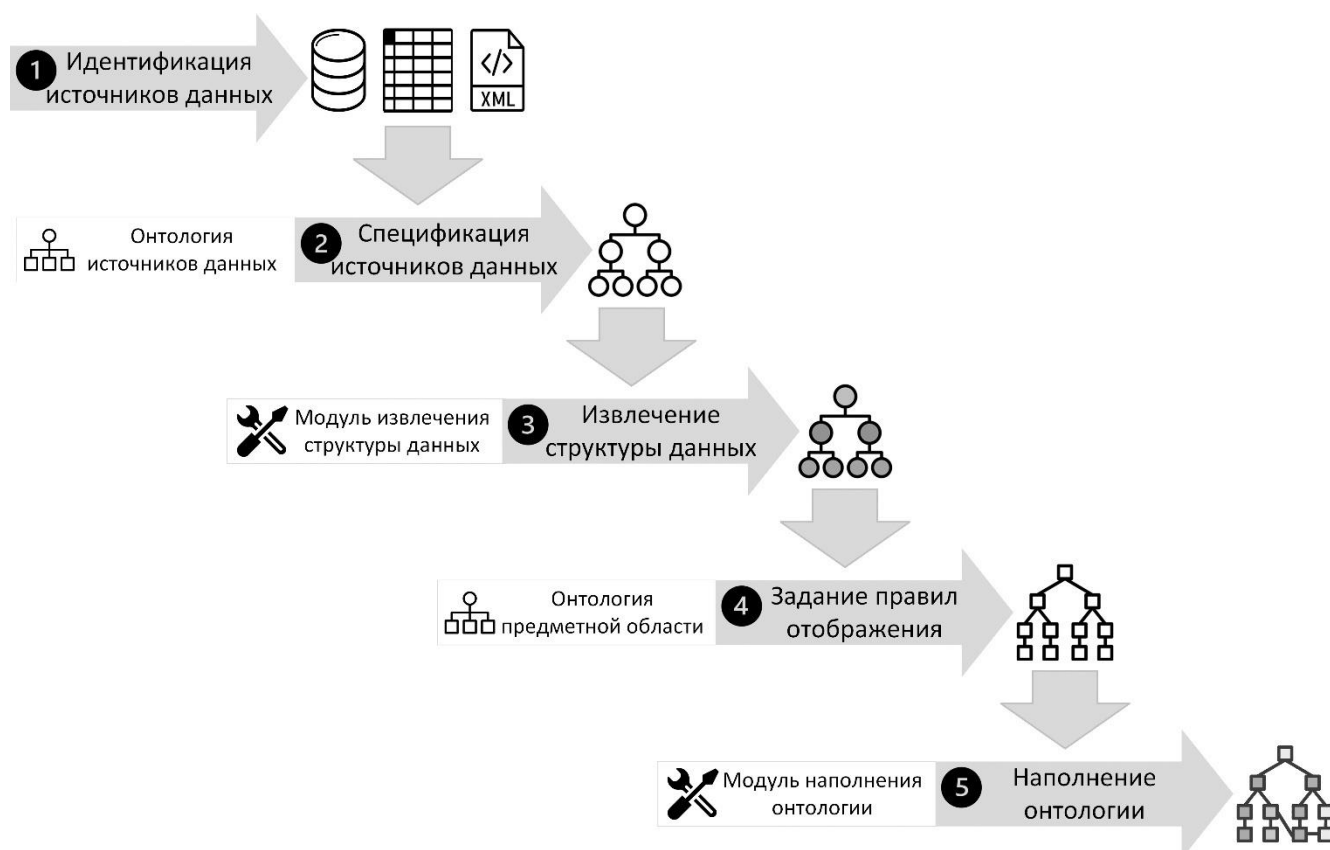 1
Идентификация
источников данных
</>
XML
Онтология
источников данных
2
Спецификация
источников данных
Модуль извлечения
структуры данных
3
Извлечение
структуры данных
Онтология
предметной области
4
Задание правил
отображения
Модуль наполнения
онтологии
5
Наполнение
онтологии